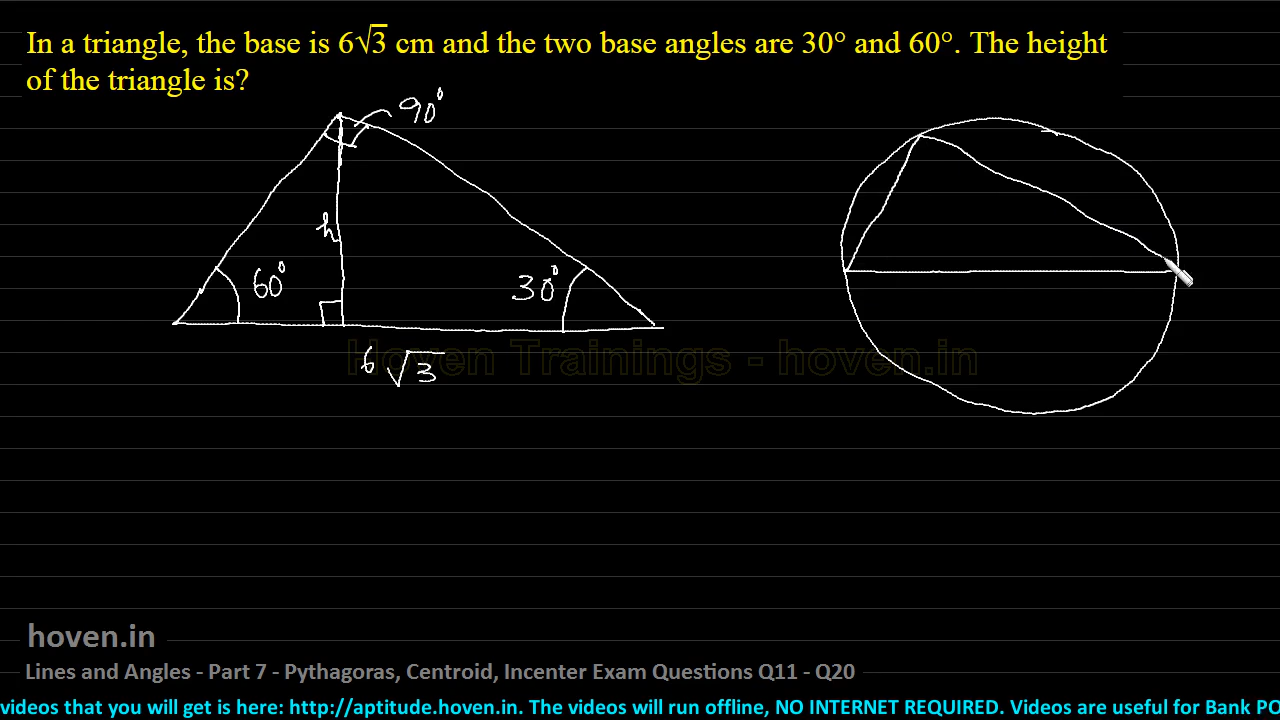 In a triangle, the base is 6√3 cm and the two base angles are 30° and 60°. The height
of the triangle is?
90°
h
60°
30°
6√3
Hoven Trainings - hoven.in
hoven.in
Lines and Angles - Part 7 - Pythagoras, Centroid, Incenter Exam Questions Q11 - Q20
videos that you will get is here: http://aptitude.hoven.in. The videos will run offline, NO INTERNET REQUIRED. Videos are useful for Bank PO